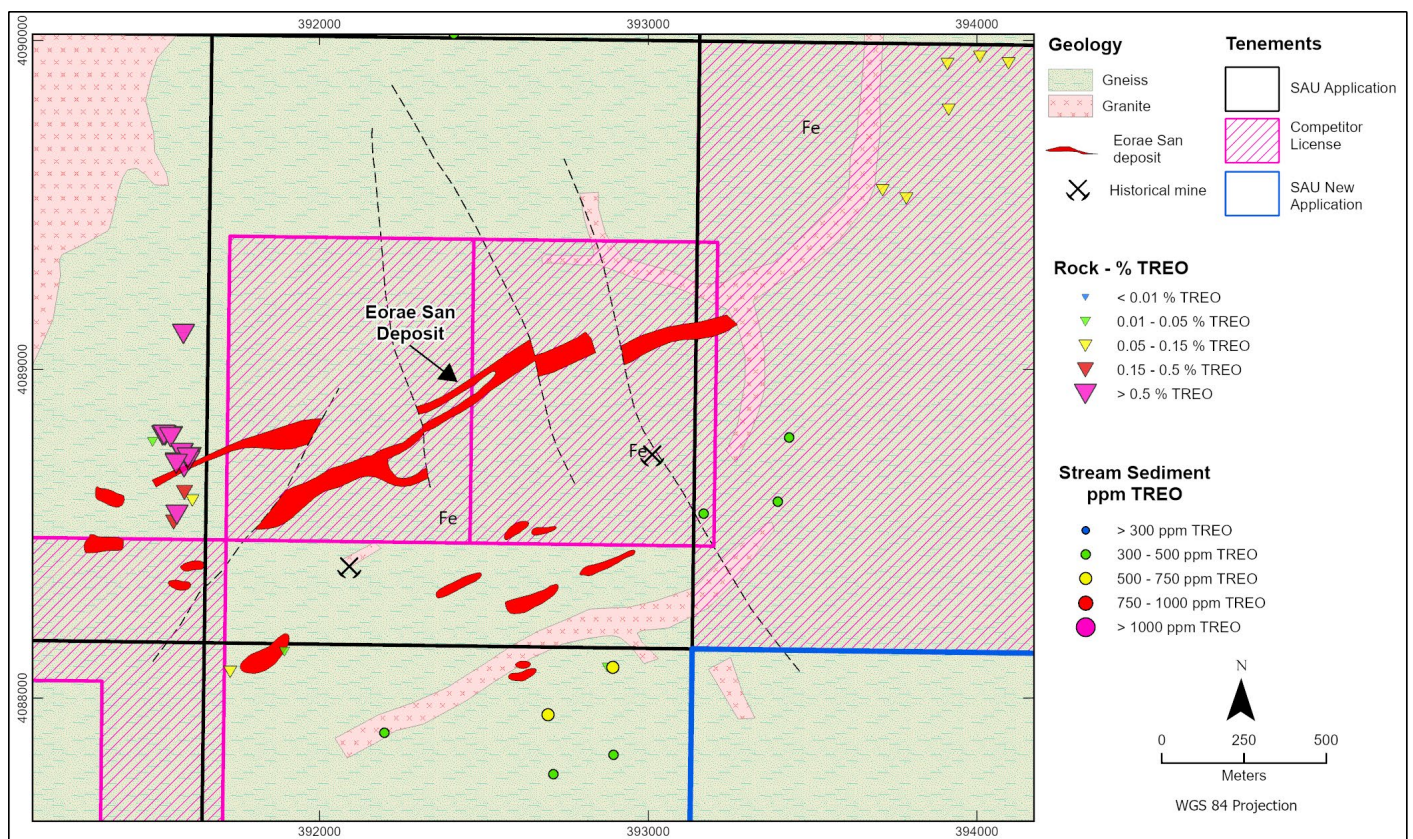 392000
393000
394000
4090000
4089000
4088000
Fe
Eorae San
Deposit
Fe
Fe
392000
393000
394000
Geology
Gneiss
Granite
Eorae San
deposit
Historical mine
Tenements
SAU Application
Competitor
License
SAU New
Application
Rock - % TREO
< 0.01 % TREO
0.01 - 0.05 % TREO
0.05 - 0.15 % TREO
0.15 - 0.5 % TREO
> 0.5 % TREO
Stream Sediment
ppm TREO
> 300 ppm TREO
300 - 500 ppm TREO
500 - 750 ppm TREO
750 - 1000 ppm TREO
> 1000 ppm TREO
N
0
250
500
Meters
WGS 84 Projection